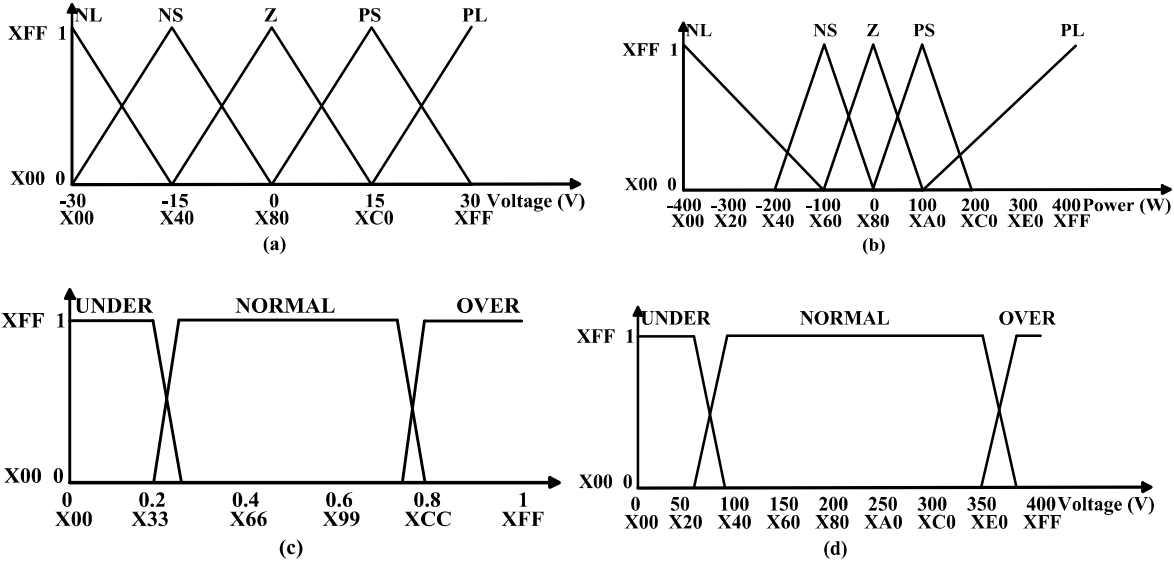 NL NS Z PS PL
XFF 1
X00 0
-30 -15 0 15 30 Voltage (V)
X00 X40 X80 XC0 XFF
(a)
NL NS Z PS PL
XFF 1
X00 0
-400 -300 -200 -100 0 100 200 300 400 Power (W)
X00 X20 X40 X60 X80 XA0 XC0 XE0 XFF
(b)
UNDER NORMAL OVER
XFF 1
X00 0
0 0.2 0.4 0.6 0.8 1
X00 X33 X66 X99 XCC XFF
(c)
UNDER NORMAL OVER
XFF 1
X00 0
0 50 100 150 200 250 300 350 400 Voltage (V)
X00 X20 X40 X60 X80 XA0 XC0 XE0 XFF
(d)